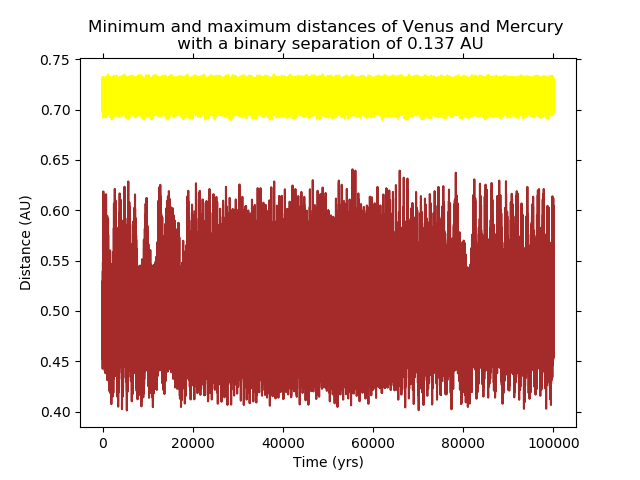 Minimum and maximum distances of Venus and Mercury
with a binary separation of 0.137 AU
0.75
0.70
0.65
0.60
0.55
0.50
0.45
0.40
Distance (AU)
0 20000 40000 60000 80000 100000
Time (yrs)